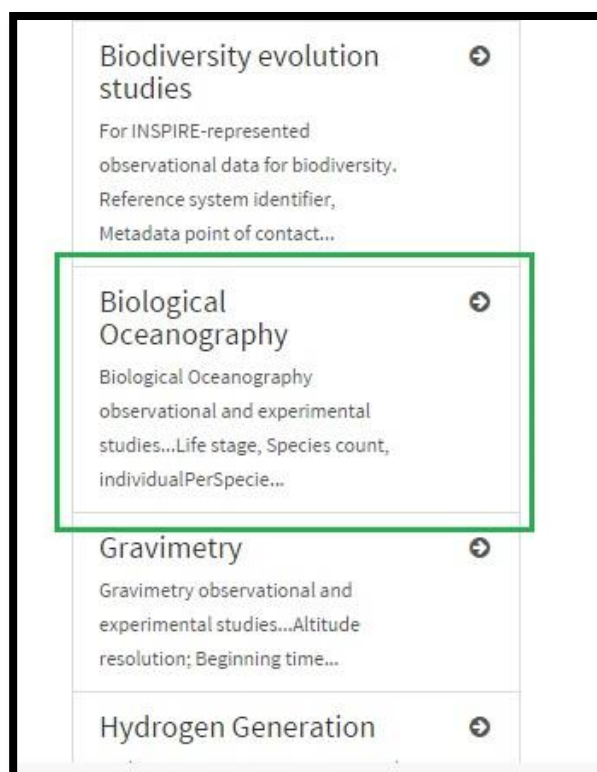 Biodiversity evolution
studies
For INSPIRE-represented
observational data for biodiversity.
Reference system identifier,
Metadata point of contact...
Biological
Oceanography
Biological Oceanography
observational and experimental
studies...Life stage, Species count,
individualPerSpecie...
Gravimetry
Gravimetry observational and
experimental studies...Altitude
resolution; Beginning time...
Hydrogen Generation